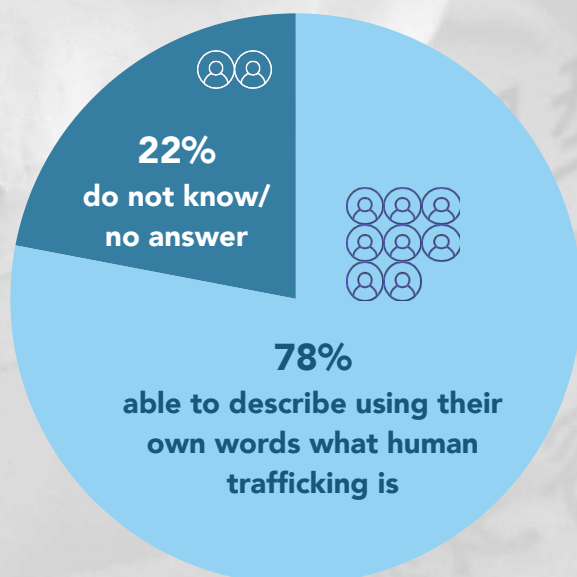 22%
do not know/
no answer
78%
able to describe using their
own words what human
trafficking is